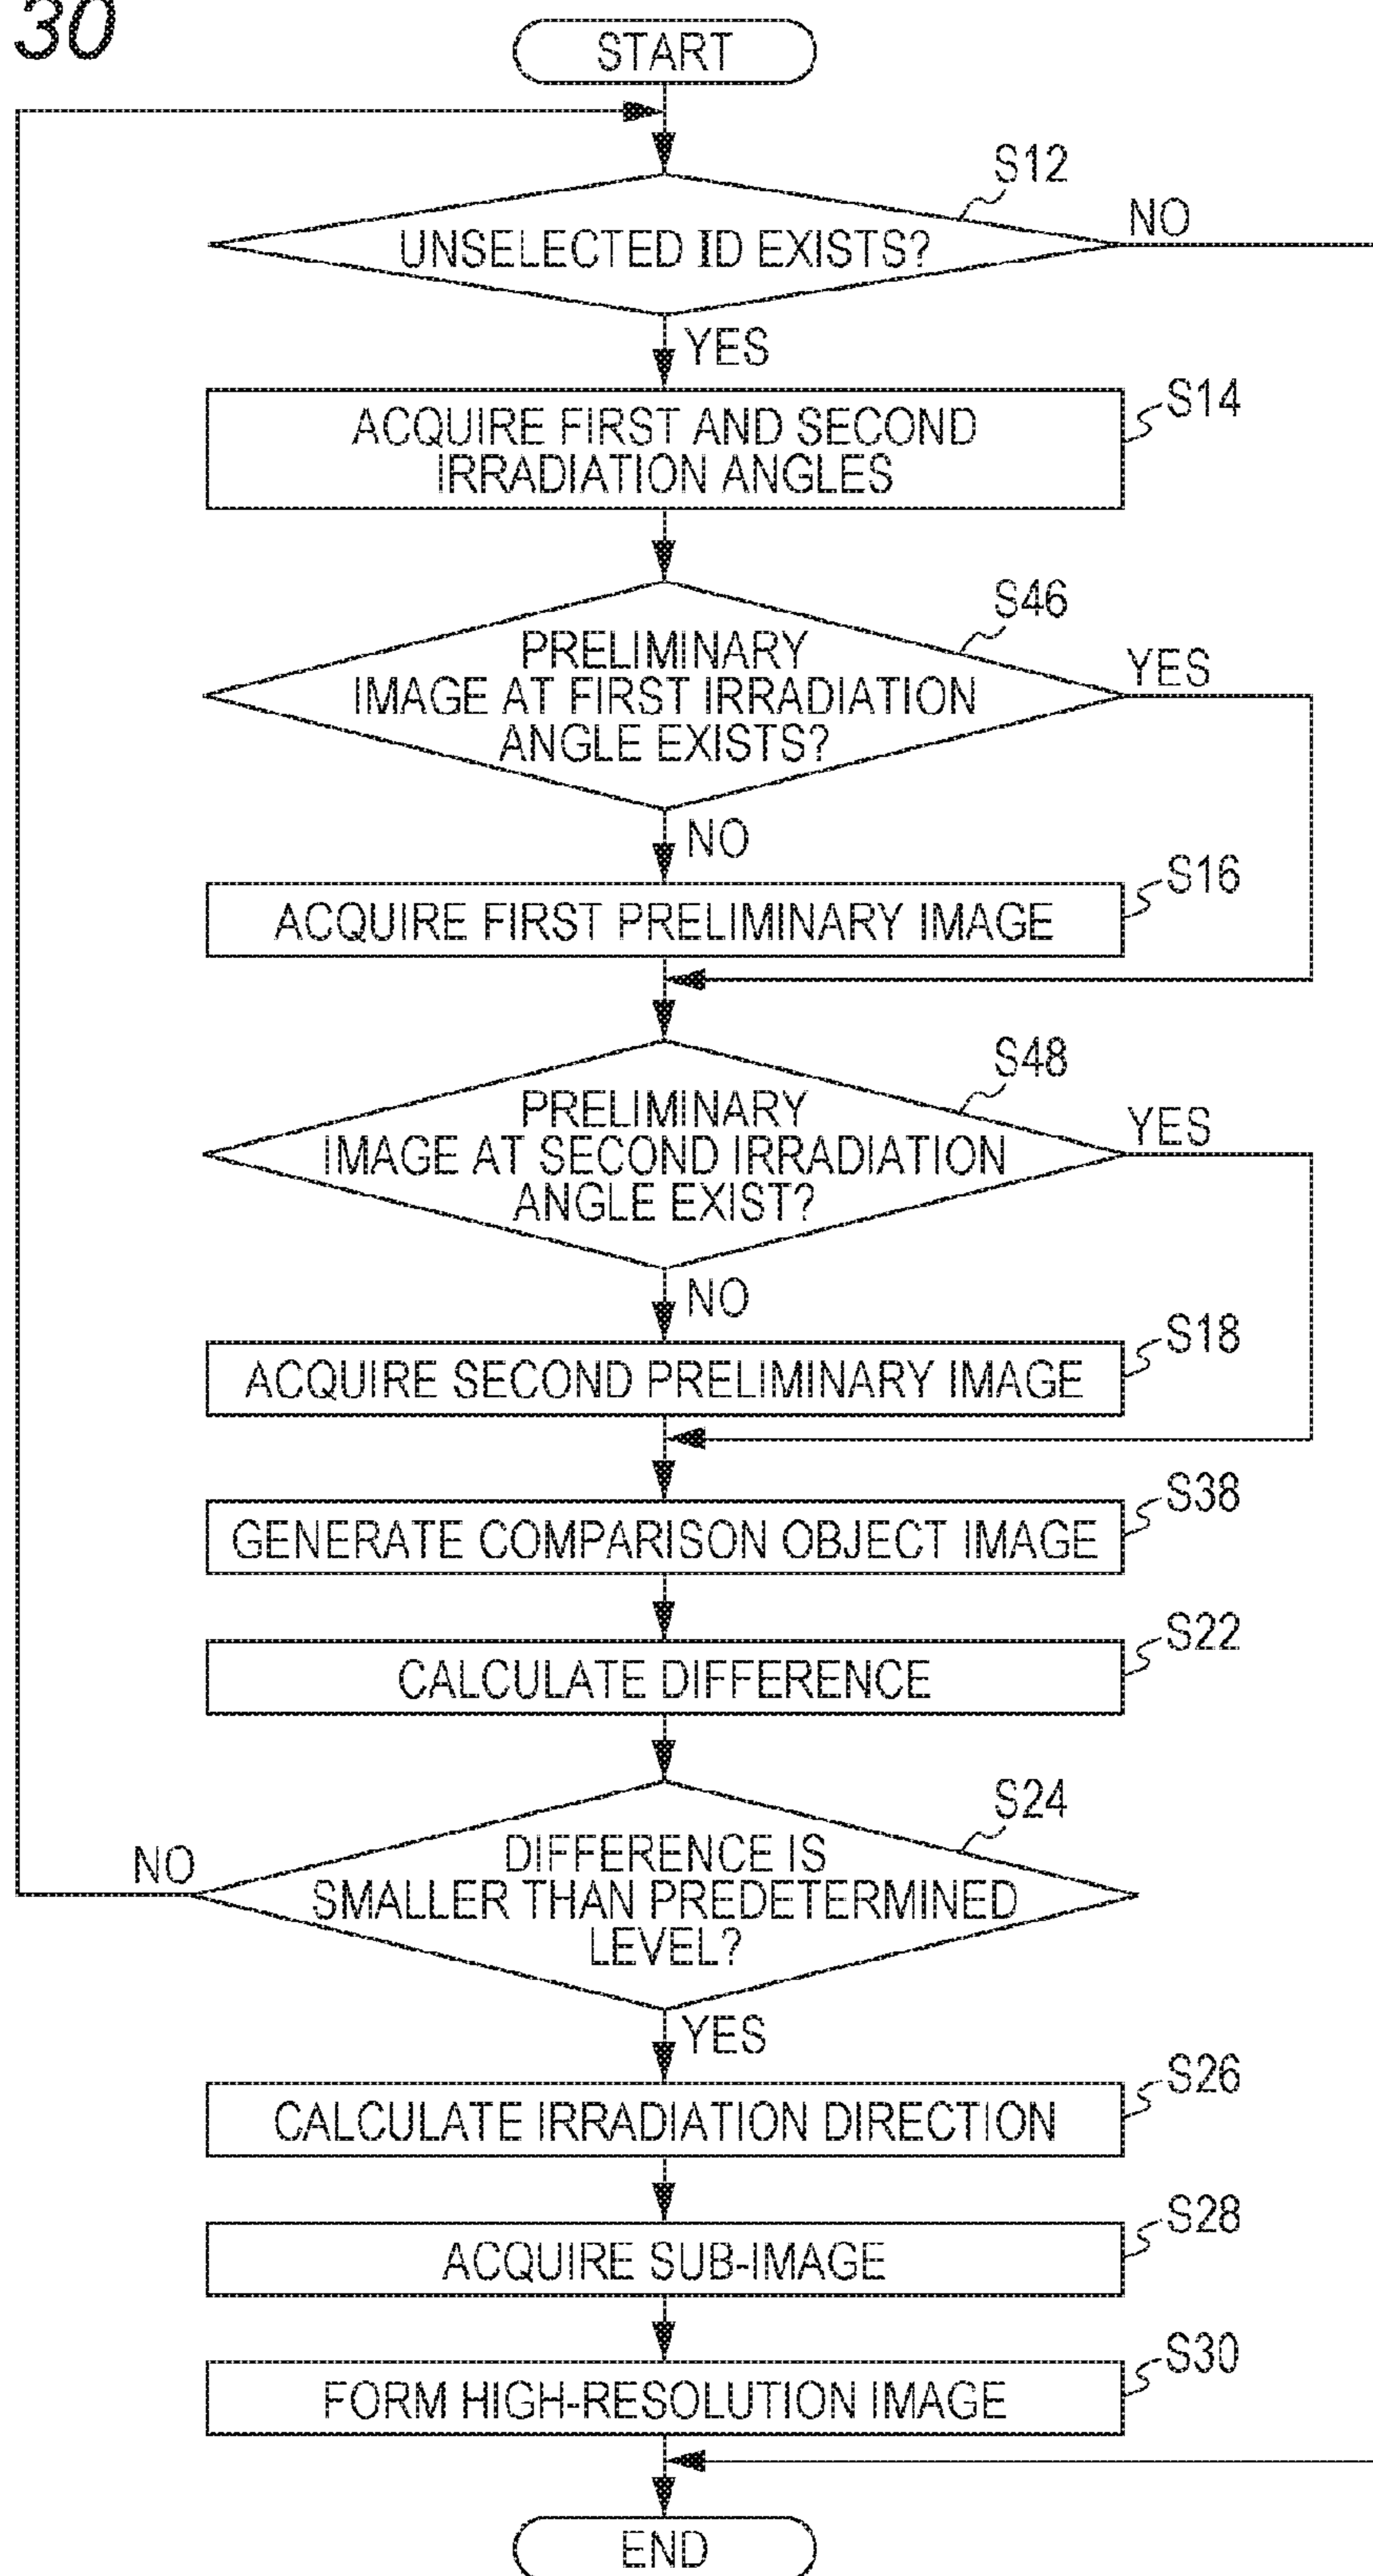 30
START
S12
UNSELECTED ID EXISTS?
NO
YES
ACQUIRE FIRST AND SECOND
IRRADIATION ANGLES
S14
S46
PRELIMINARY
IMAGE AT FIRST IRRADIATION
ANGLE EXISTS?
YES
NO
S16
ACQUIRE FIRST PRELIMINARY IMAGE
S48
PRELIMINARY
IMAGE AT SECOND IRRADIATION
ANGLE EXIST?
YES
NO
S18
ACQUIRE SECOND PRELIMINARY IMAGE
S38
GENERATE COMPARISON OBJECT IMAGE
S22
CALCULATE DIFFERENCE
S24
DIFFERENCE IS
SMALLER THAN PREDETERMINED
LEVEL?
NO
YES
S26
CALCULATE IRRADIATION DIRECTION
S28
ACQUIRE SUB-IMAGE
S30
FORM HIGH-RESOLUTION IMAGE
END